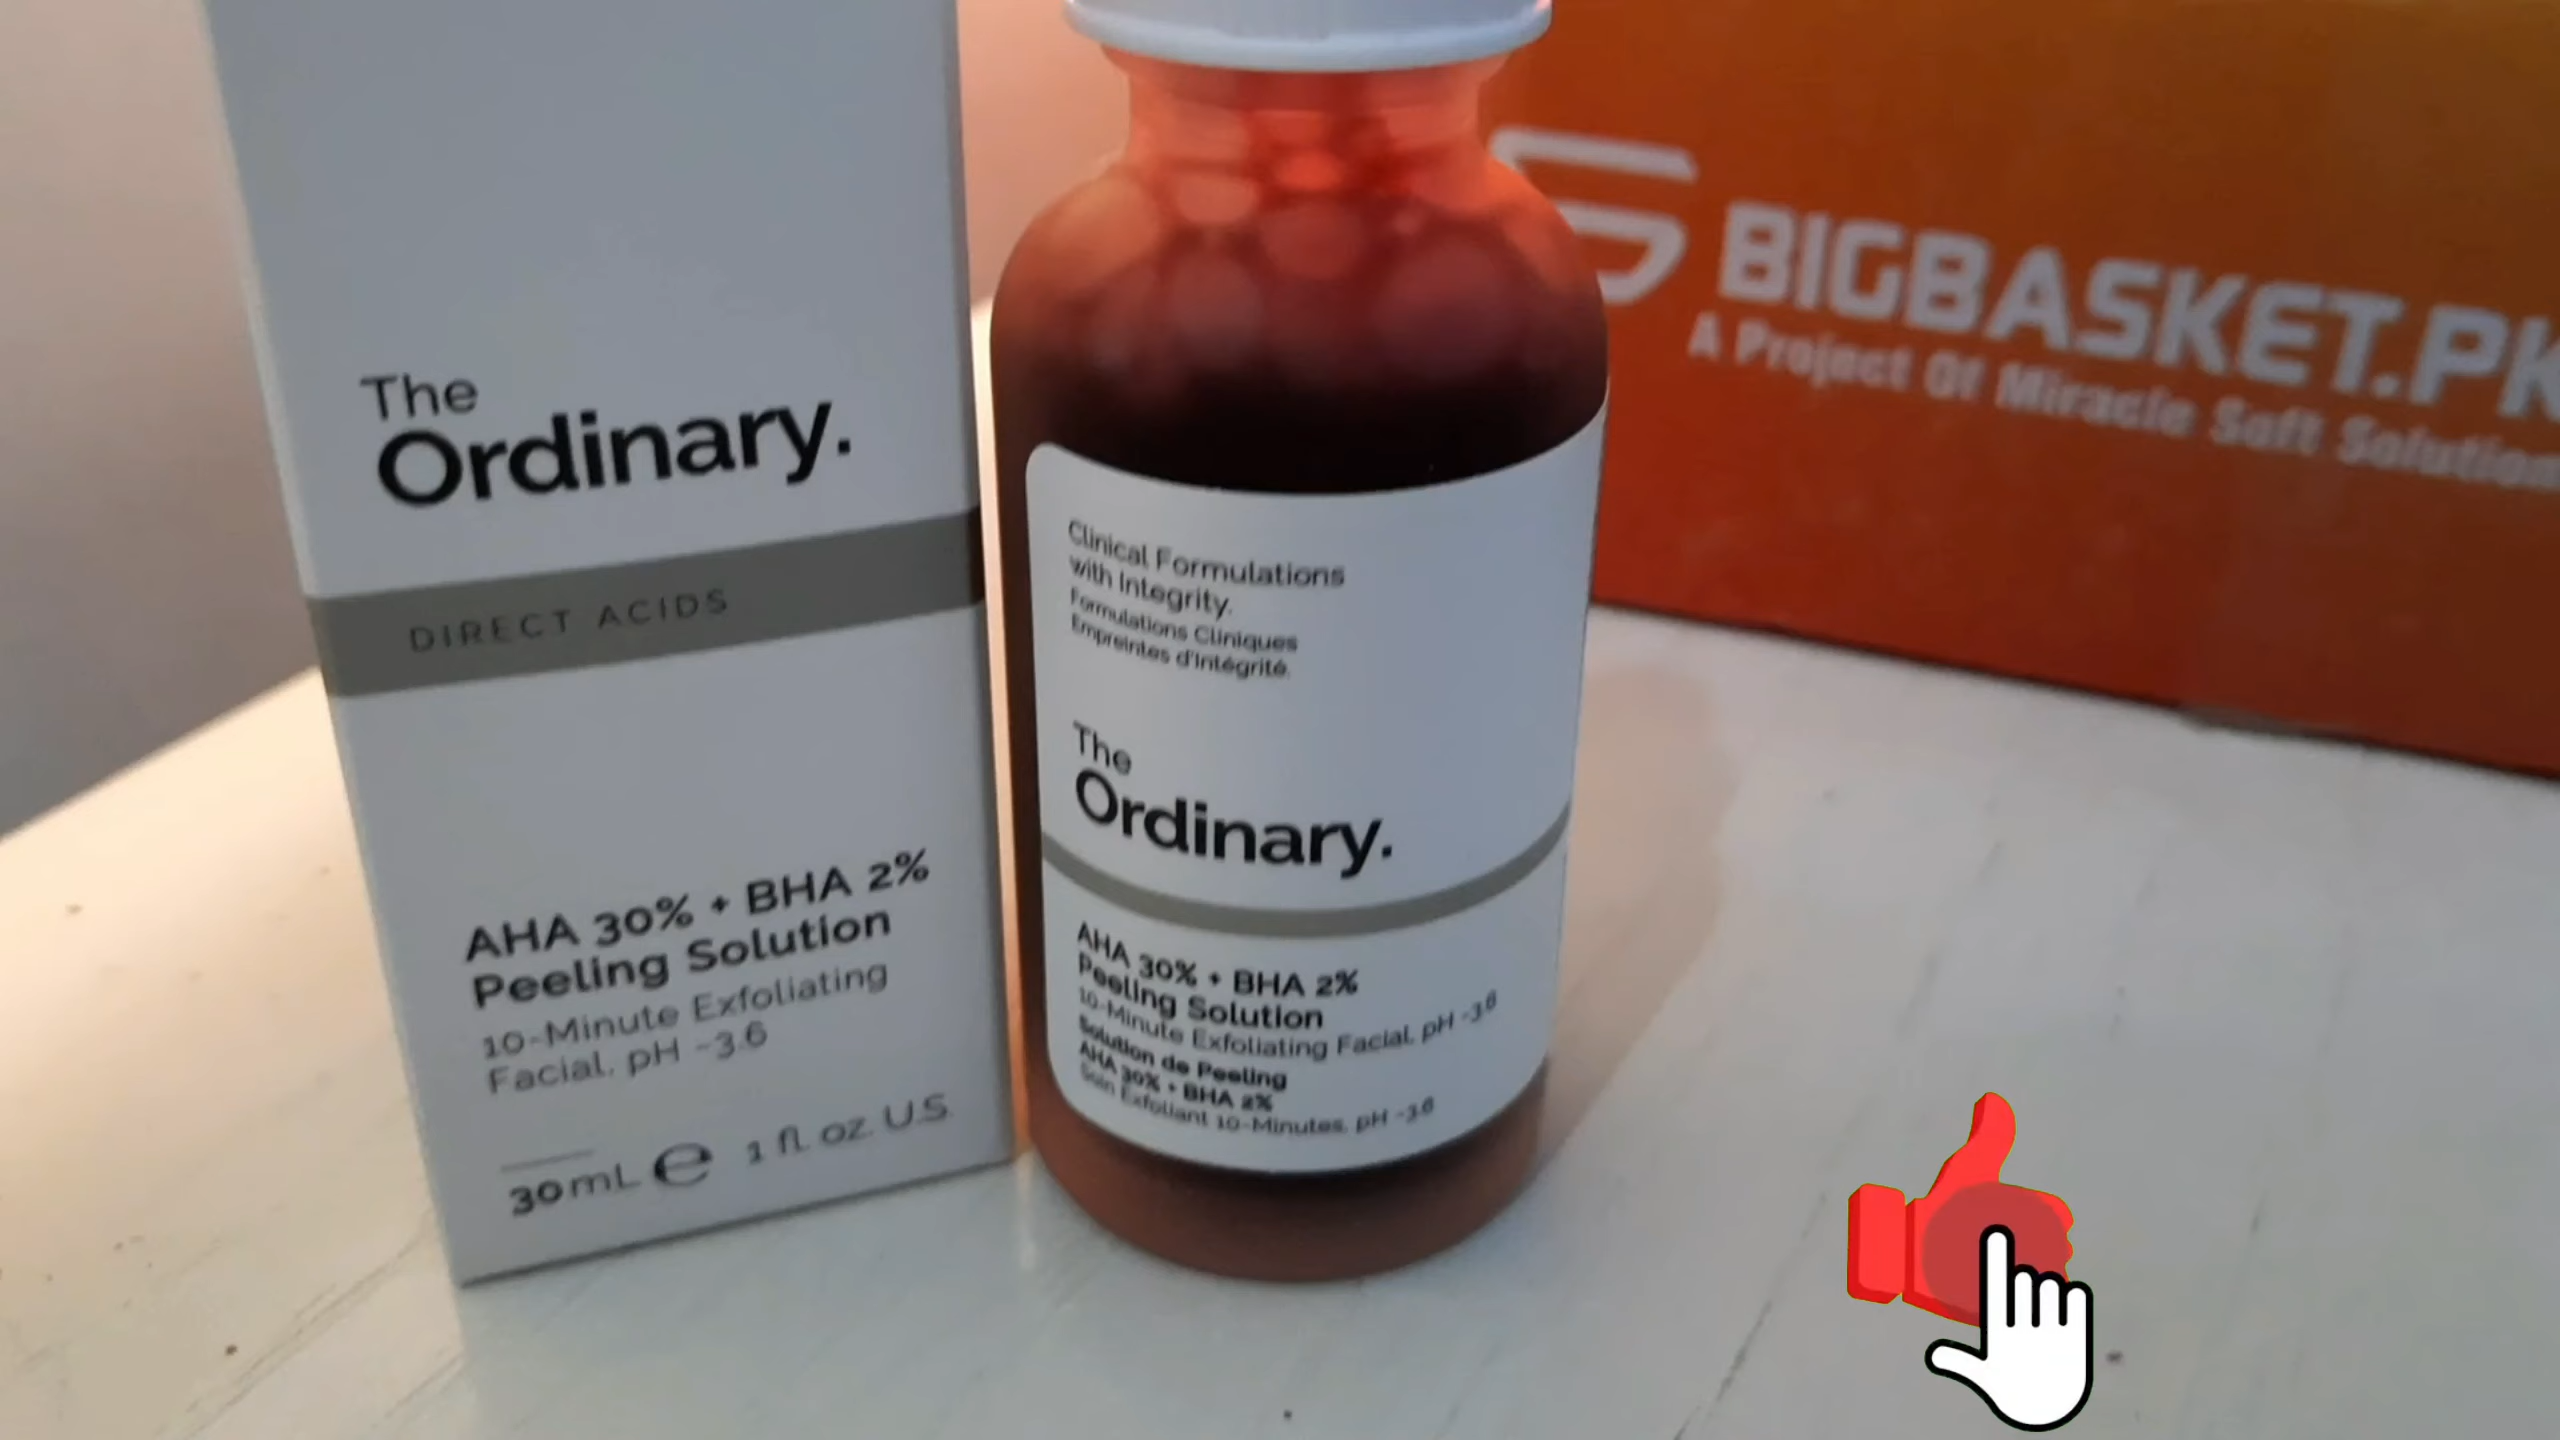 The
Ordinary.
DIRECT ACIDS
AHA 30% + BHA 2%
Peeling Solution
10-Minute Exfoliating
Facial, pH ~3.6
30 mL e 1 fl. oz. U.S.
Clinical Formulations
with Integrity.
Formulations Cliniques
Empreintes d'Intégrité.
The
Ordinary.
AHA 30% + BHA 2%
Peeling Solution
10-Minute Exfoliating Facial, pH ~3.6
Solution de Peeling
AHA 30% + BHA 2%
Soin Exfoliant 10-Minutes, pH ~3.6
BIGBASKET.PK
A Project Of Miracle Soft Solution